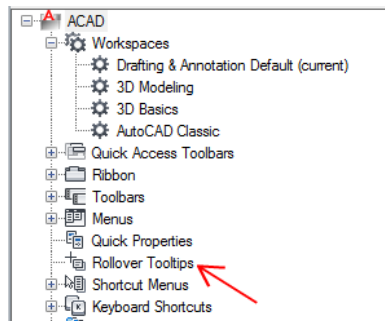 ACAD
Workspaces
Drafting & Annotation Default (current)
3D Modeling
3D Basics
AutoCAD Classic
Quick Access Toolbars
Ribbon
Toolbars
Menus
Quick Properties
Rollover Tooltips
Shortcut Menus
Keyboard Shortcuts